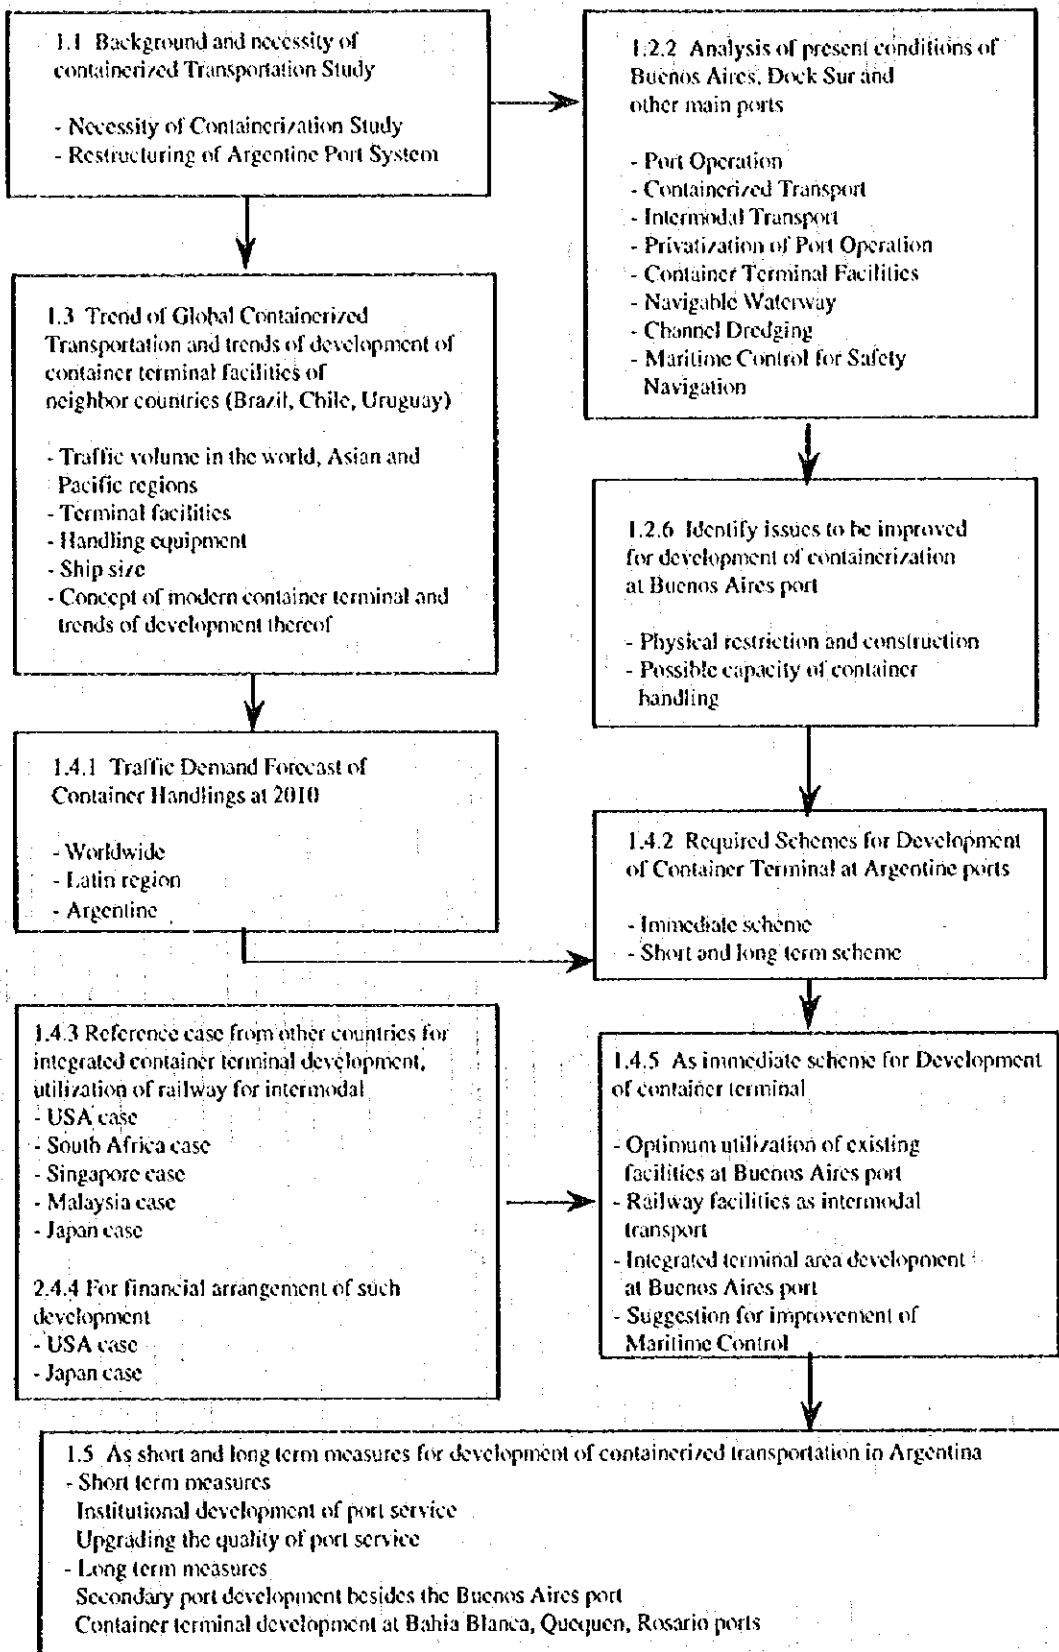 1.1 Background and necessity of
containerized Transportation Study
- Necessity of Containerization Study
- Restructuring of Argentine Port System
1.2.2 Analysis of present conditions of
Buenos Aires, Dock Sur and
other main ports
- Port Operation
- Containerized Transport
- Intermodal Transport
- Privatization of Port Operation
- Container Terminal Facilities
- Navigable Waterway
- Channel Dredging
- Maritime Control for Safety
Navigation
1.3 Trend of Global Containerized
Transportation and trends of development of
container terminal facilities of
neighbor countries (Brazil, Chile, Uruguay)
- Traffic volume in the world, Asian and
Pacific regions
- Terminal facilities
- Handling equipment
- Ship size
- Concept of modern container terminal and
trends of development thereof
1.2.6 Identify issues to be improved
for development of containerization
at Buenos Aires port
- Physical restriction and construction
- Possible capacity of container
handling
1.4.1 Traffic Demand Forecast of
Container Handlings at 2010
- Worldwide
- Latin region
- Argentine
1.4.2 Required Schemes for Development
of Container Terminal at Argentine ports
- Immediate scheme
- Short and long term scheme
1.4.3 Reference case from other countries for
integrated container terminal development,
utilization of railway for intermodal
- USA case
- South Africa case
- Singapore case
- Malaysia case
- Japan case
2.4.4 For financial arrangement of such
development
- USA case
- Japan case
1.4.5 As immediate scheme for Development
of container terminal
- Optimum utilization of existing
facilities at Buenos Aires port
- Railway facilities as intermodal
transport
- Integrated terminal area development
at Buenos Aires port
- Suggestion for improvement of
Maritime Control
1.5 As short and long term measures for development of containerized transportation in Argentina
- Short term measures
Institutional development of port service
Upgrading the quality of port service
- Long term measures
Secondary port development besides the Buenos Aires port
Container terminal development at Bahia Blanca, Quequen, Rosario ports